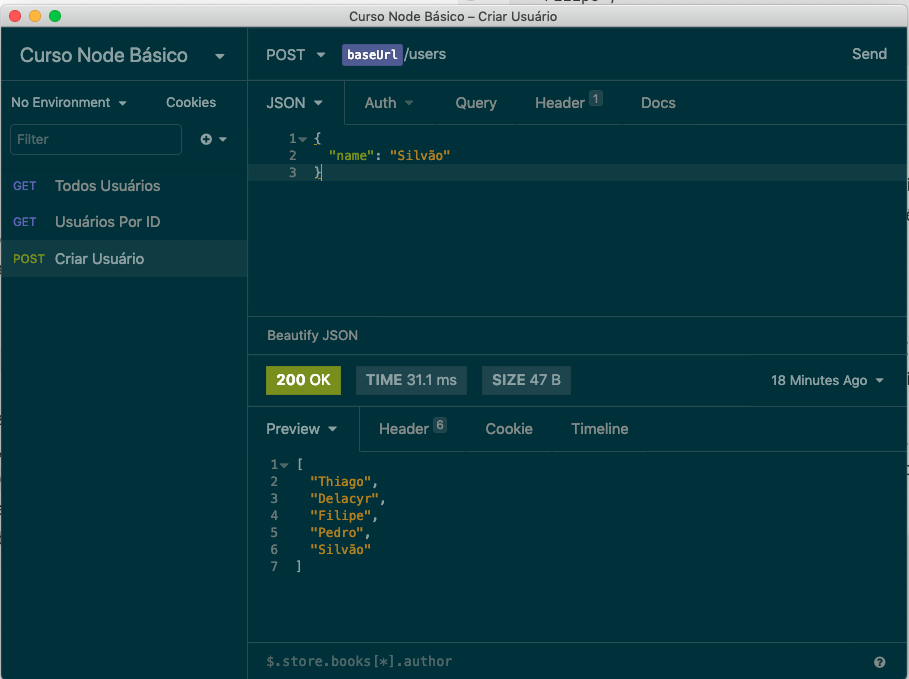 Curso Node Básico – Criar Usuário
Curso Node Básico
POST baseUrl/users Send
No Environment Cookies
JSON Auth Query Header 1 Docs
Filter
GET Todos Usuários
GET Usuários Por ID
POST Criar Usuário
1 {
2 "name": "Silvão"
3 }
Beautify JSON
200 OK TIME 31.1 ms SIZE 47 B 18 Minutes Ago
Preview Header 6 Cookie Timeline
1 [
2 "Thiago",
3 "Delacyr",
4 "Filipe",
5 "Pedro",
6 "Silvão"
7 ]
$.store.books[*].author